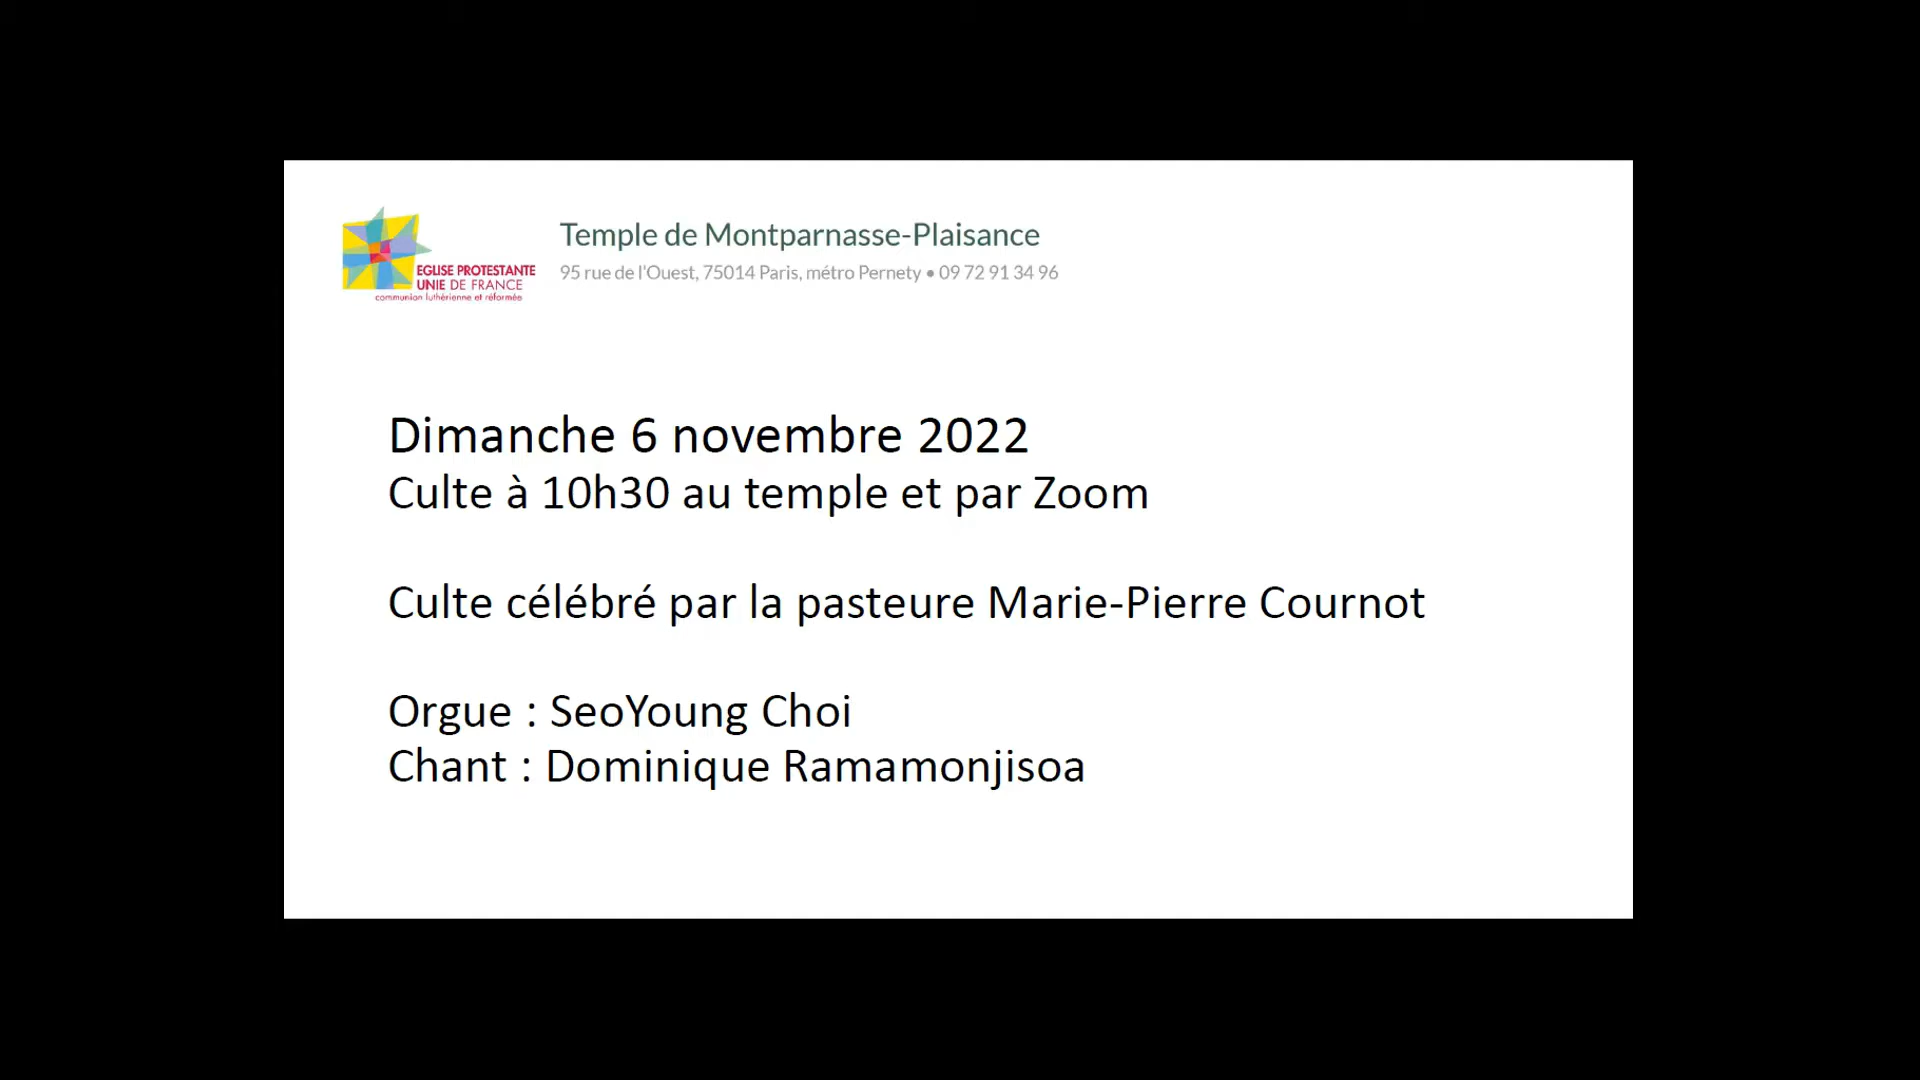 EGLISE PROTESTANTE
UNIE DE FRANCE
communion luthérienne et réformée
Temple de Montparnasse-Plaisance
95 rue de l'Ouest, 75014 Paris, métro Pernety • 09 72 91 34 96
Dimanche 6 novembre 2022
Culte à 10h30 au temple et par Zoom
Culte célébré par la pasteure Marie-Pierre Cournot
Orgue : SeoYoung Choi
Chant : Dominique Ramamonjisoa